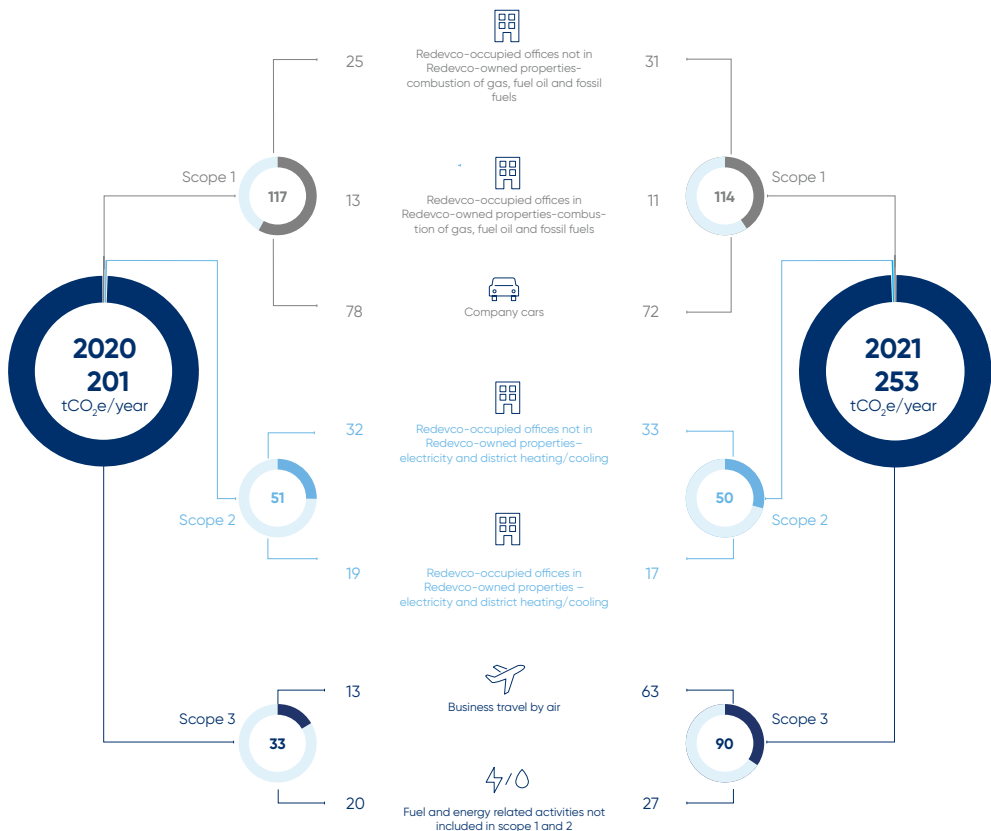 Redevco-occupied offices not in
25
Redevco-owned properties-
31
combustion of gas, fuel oil and fossil
fuels
Scope 1
117
13
Redevco-occupied offices in
Redevco-owned properties-combus-
tion of gas, fuel oil and fossil fuels
11
114
Scope 1
78
Company cars
72
2020
201
tCO2e/year
2021
253
tCO2e/year
32
Redevco-occupied offices not in
Redevco-owned properties–
electricity and district heating/cooling
33
51
Scope 2
50
Scope 2
19
Redevco-occupied offices in
Redevco-owned properties –
electricity and district heating/cooling
17
13
Business travel by air
63
Scope 3
33
90
Scope 3
20
Fuel and energy related activities not
included in scope 1 and 2
27